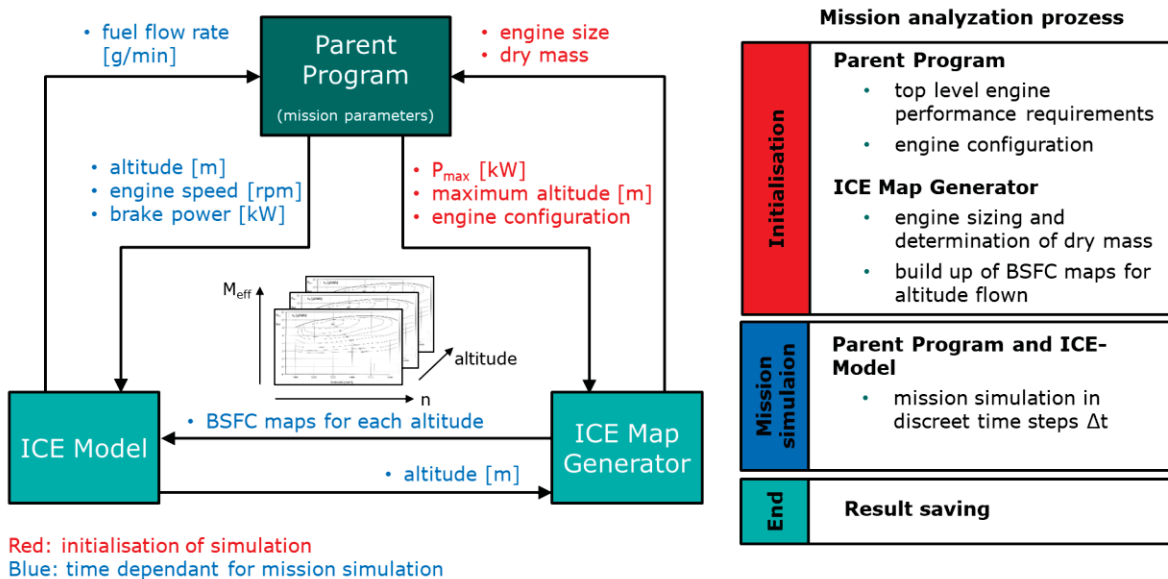 • fuel flow rate
[g/min]
Parent
Program
(mission parameters)
• engine size
• dry mass
• altitude [m]
• engine speed [rpm]
• brake power [kW]
• Pmax [kW]
• maximum altitude [m]
• engine configuration
Meff
altitude
n
ICE Model
• BSFC maps for each altitude
• altitude [m]
ICE Map
Generator
Red: initialisation of simulation
Blue: time dependant for mission simulation
Mission analyzation prozess
Initialisation
Parent Program
• top level engine
performance requirements
• engine configuration
ICE Map Generator
• engine sizing and
determination of dry mass
• build up of BSFC maps for
altitude flown
Mission
simulaion
Parent Program and ICE-
Model
• mission simulation in
discreet time steps Δt
End
Result saving